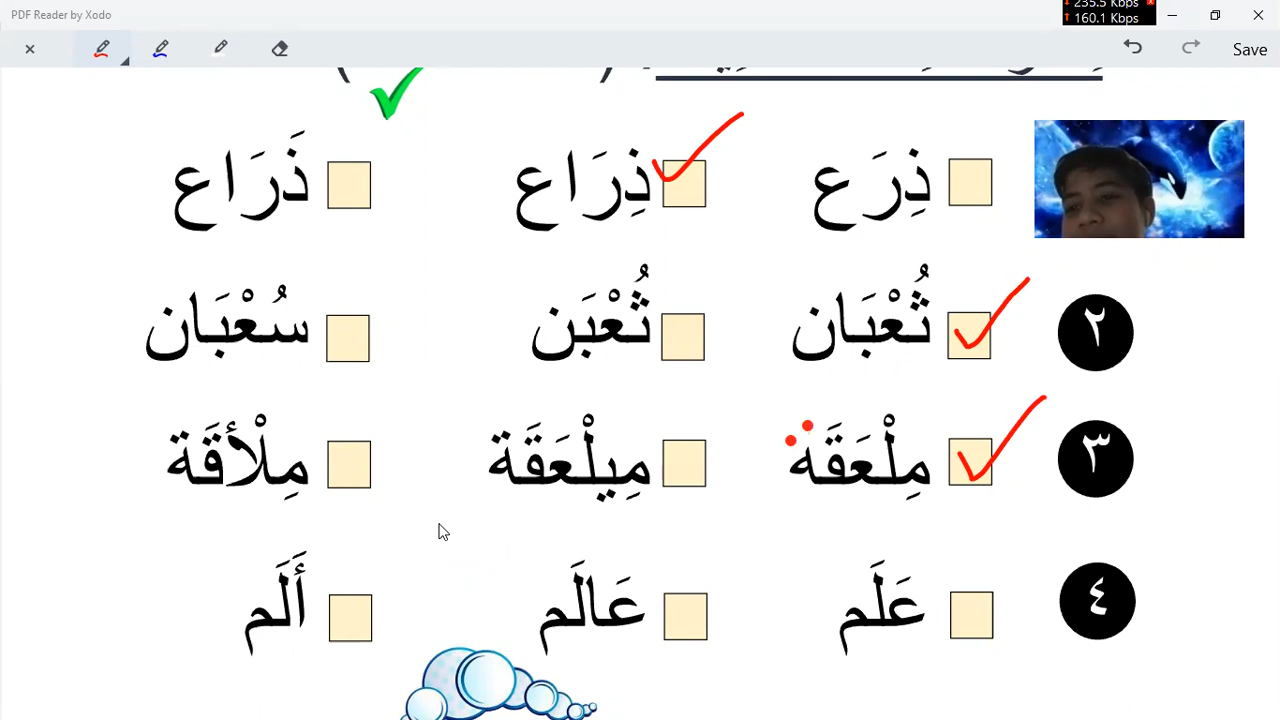 PDF Reader by Xodo
235.5 Kbps
160.1 Kbps
Save
ذِرَع ذِرَاع ذَرَاع
٢ ثُعْبَان ثُعْبَن سُعْبَان
٣ مِلْعَقَة مِيلْعَقَة مِلْأَقَة
٤ عَلَم عَالَم أَلَم